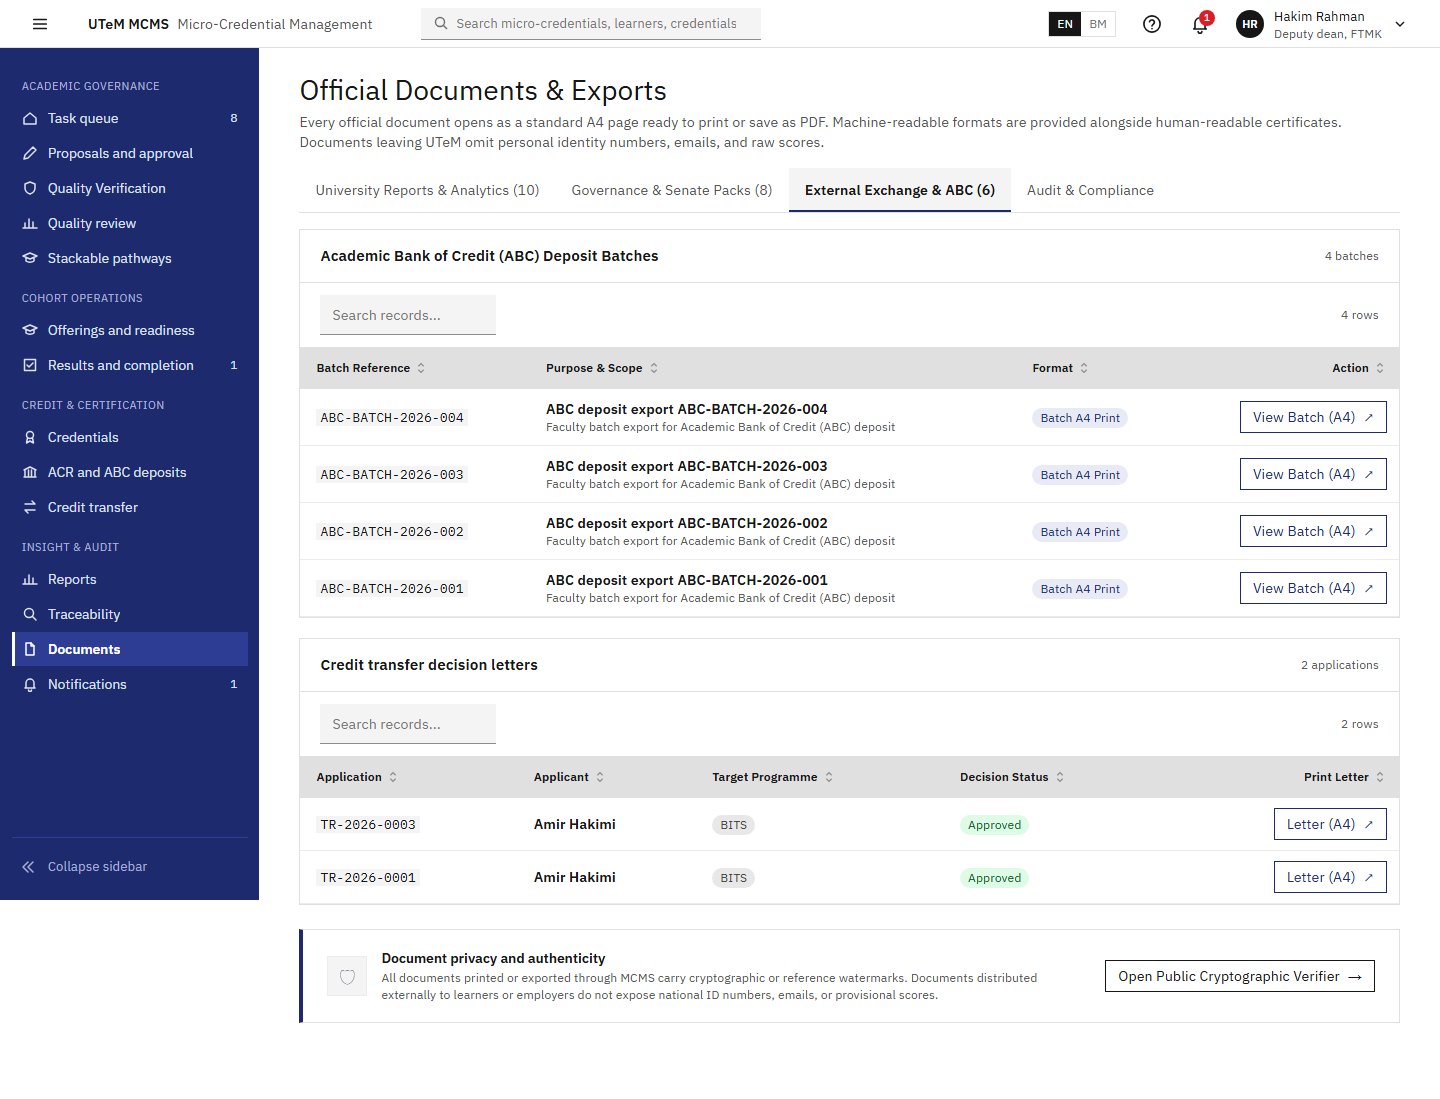 UTeM MCMS Micro-Credential Management
Search micro-credentials, learners, credentials
EN BM
1
HR
Hakim Rahman
Deputy dean, FTMK
ACADEMIC GOVERNANCE
Task queue 8
Proposals and approval
Quality Verification
Quality review
Stackable pathways
COHORT OPERATIONS
Offerings and readiness
Results and completion 1
CREDIT & CERTIFICATION
Credentials
ACR and ABC deposits
Credit transfer
INSIGHT & AUDIT
Reports
Traceability
Documents
Notifications 1
Collapse sidebar
Official Documents & Exports
Every official document opens as a standard A4 page ready to print or save as PDF. Machine-readable formats are provided alongside human-readable certificates.
Documents leaving UTeM omit personal identity numbers, emails, and raw scores.
University Reports & Analytics (10) Governance & Senate Packs (8) External Exchange & ABC (6) Audit & Compliance
Academic Bank of Credit (ABC) Deposit Batches 4 batches
Search records... 4 rows
Batch Reference Purpose & Scope Format Action
ABC-BATCH-2026-004 ABC deposit export ABC-BATCH-2026-004 Batch A4 Print View Batch (A4) ↗
Faculty batch export for Academic Bank of Credit (ABC) deposit
ABC-BATCH-2026-003 ABC deposit export ABC-BATCH-2026-003 Batch A4 Print View Batch (A4) ↗
Faculty batch export for Academic Bank of Credit (ABC) deposit
ABC-BATCH-2026-002 ABC deposit export ABC-BATCH-2026-002 Batch A4 Print View Batch (A4) ↗
Faculty batch export for Academic Bank of Credit (ABC) deposit
ABC-BATCH-2026-001 ABC deposit export ABC-BATCH-2026-001 Batch A4 Print View Batch (A4) ↗
Faculty batch export for Academic Bank of Credit (ABC) deposit
Credit transfer decision letters 2 applications
Search records... 2 rows
Application Applicant Target Programme Decision Status Print Letter
TR-2026-0003 Amir Hakimi BITS Approved Letter (A4) ↗
TR-2026-0001 Amir Hakimi BITS Approved Letter (A4) ↗
Document privacy and authenticity
All documents printed or exported through MCMS carry cryptographic or reference watermarks. Documents distributed
externally to learners or employers do not expose national ID numbers, emails, or provisional scores.
Open Public Cryptographic Verifier →